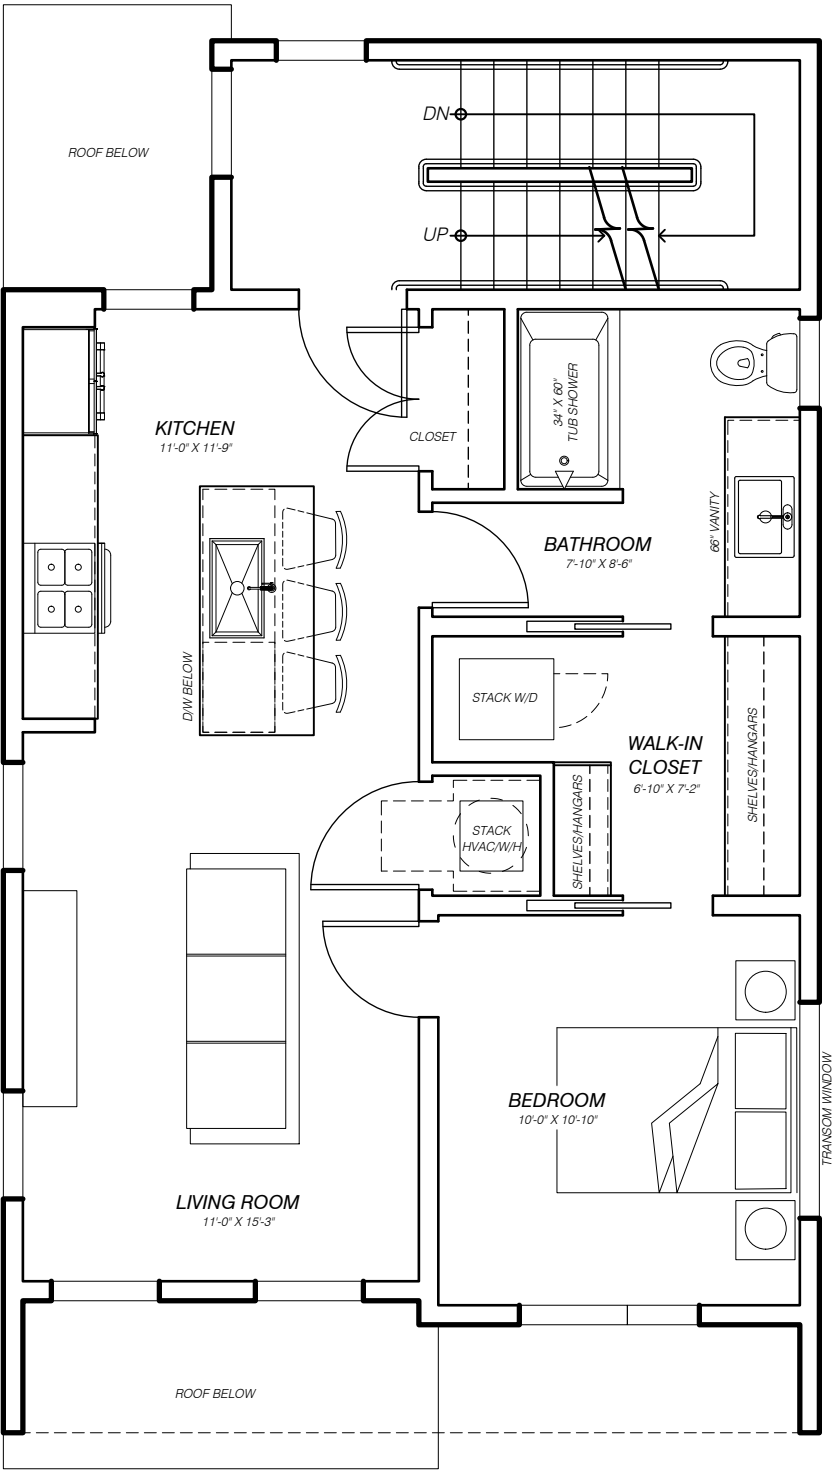 ROOF BELOW
DN
UP
KITCHEN
11'-0" X 11'-9"
CLOSET
34" X 60"
TUB SHOWER
66" VANITY
BATHROOM
7'-10" X 8'-6"
D/W BELOW
STACK W/D
WALK-IN
CLOSET
6'-10" X 7'-2"
SHELVES/HANGARS
SHELVES/HANGARS
STACK
HVAC/W/H
BEDROOM
10'-0" X 10'-10"
TRANSOM WINDOW
LIVING ROOM
11'-0" X 15'-3"
ROOF BELOW